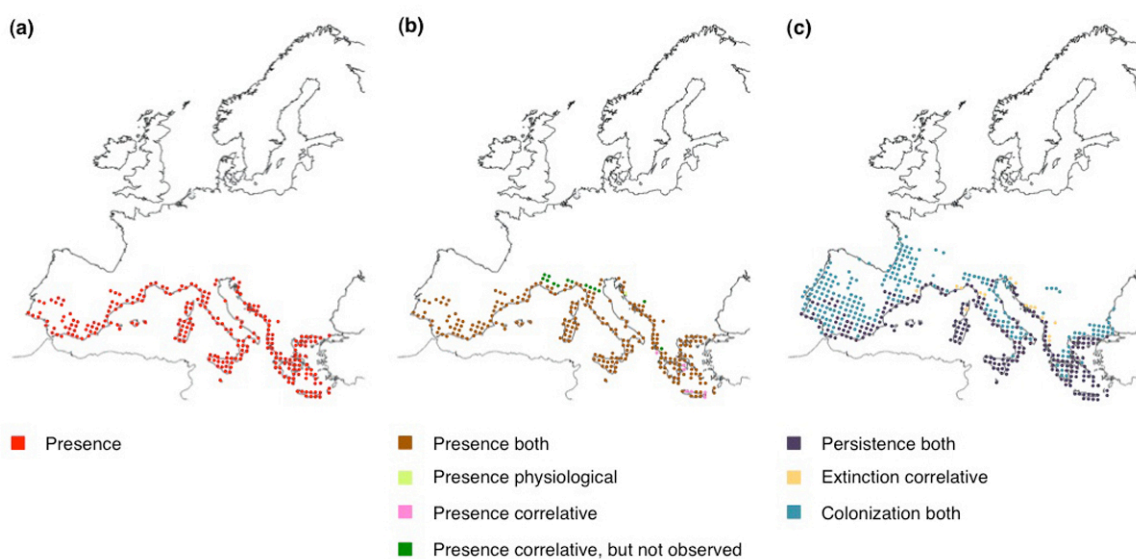 (a)
(b)
(c)
Presence
Presence both
Presence physiological
Presence correlative
Presence correlative, but not observed
Persistence both
Extinction correlative
Colonization both